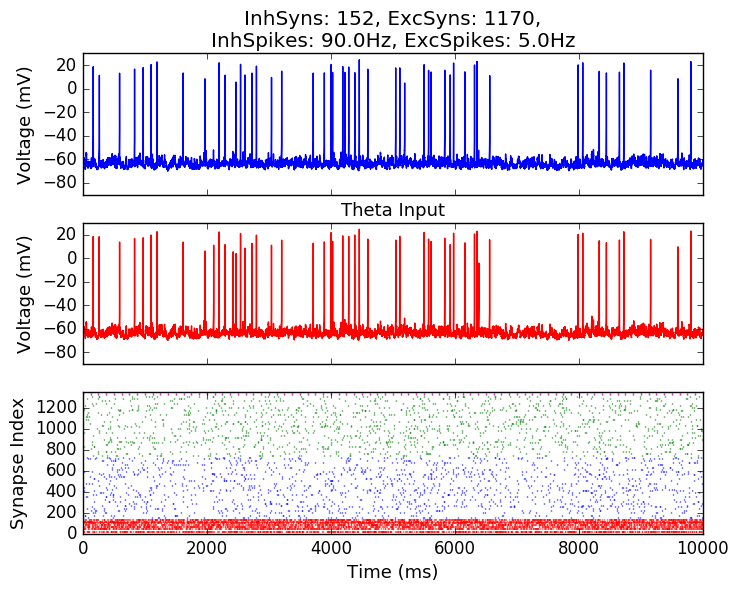 InhSyns: 152, ExcSyns: 1170,
InhSpikes: 90.0Hz, ExcSpikes: 5.0Hz
20
0
−20
−40
−60
−80
Voltage (mV)
Theta Input
20
0
−20
−40
−60
−80
Voltage (mV)
1200
1000
800
600
400
200
0
Synapse Index
0 2000 4000 6000 8000 10000
Time (ms)